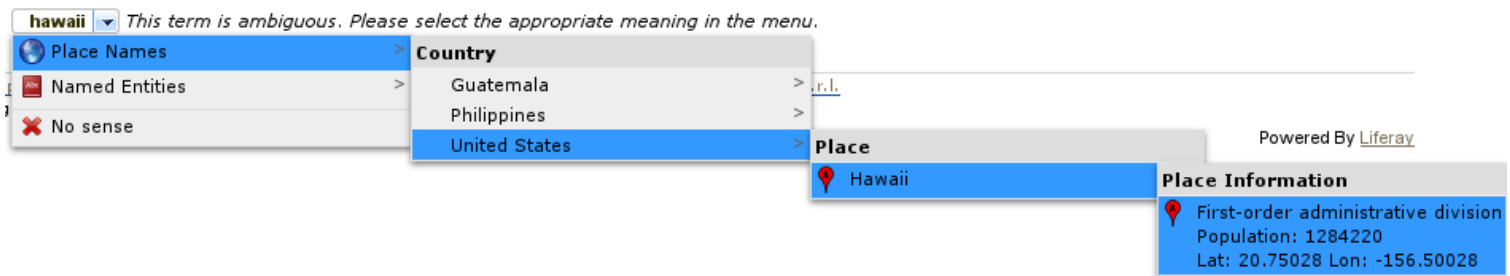 hawaii This term is ambiguous. Please select the appropriate meaning in the menu.
Place Names >
Named Entities >
No sense
Country
Guatemala >
Philippines >
United States >
.r.l.
Powered By Liferay
Place
Hawaii
Place Information
First-order administrative division
Population: 1284220
Lat: 20.75028 Lon: -156.50028